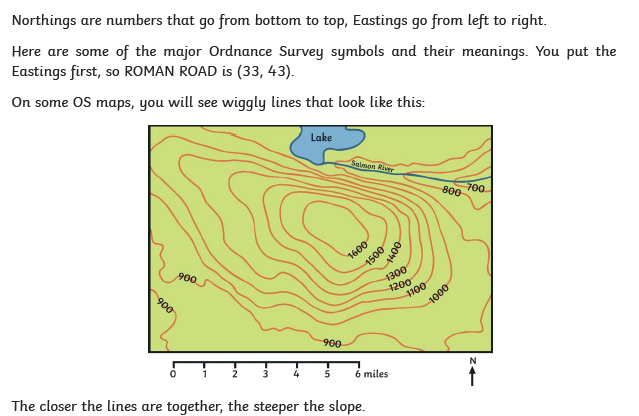 Northings are numbers that go from bottom to top, Eastings go from left to right.
Here are some of the major Ordnance Survey symbols and their meanings. You put the
Eastings first, so ROMAN ROAD is (33, 43).
On some OS maps, you will see wiggly lines that look like this:
Lake
Salmon River
800 700
1600 1500 1400
1300
1200
1100 1000
900
900
900
0 1 2 3 4 5 6 miles
N
The closer the lines are together, the steeper the slope.